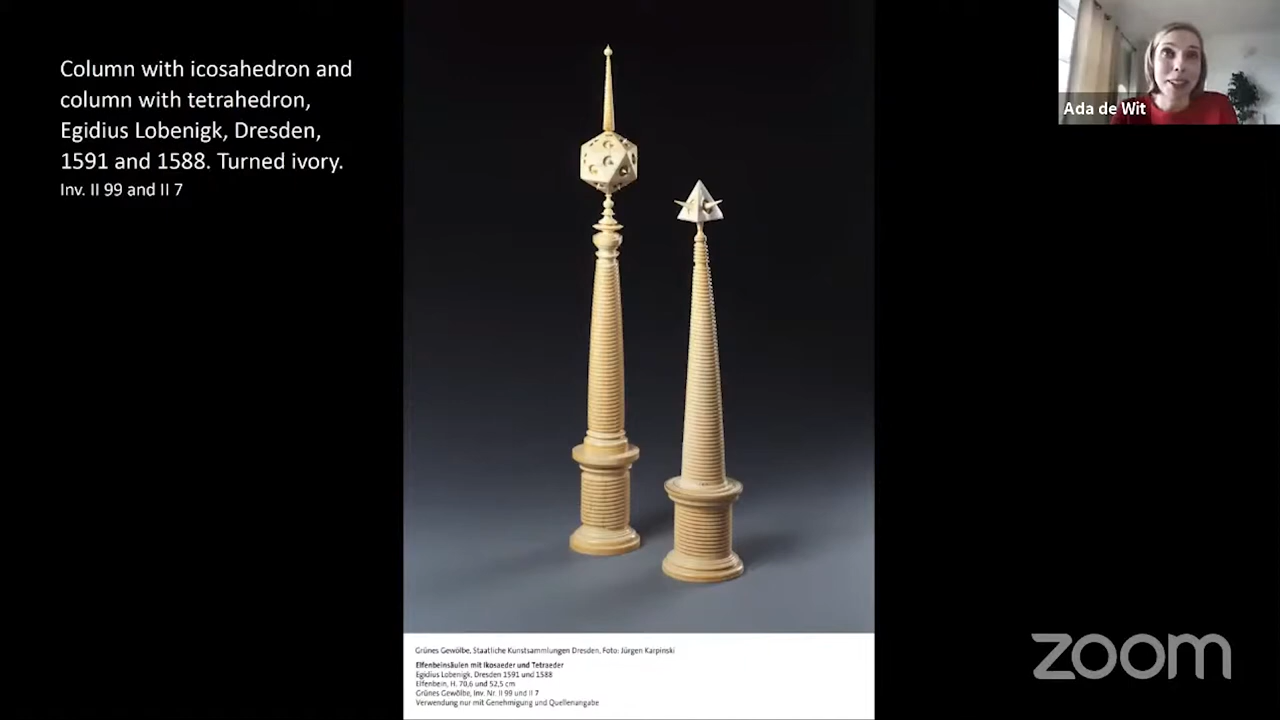 Column with icosahedron and
column with tetrahedron,
Egidius Lobenigk, Dresden,
1591 and 1588. Turned ivory.
Inv. II 99 and II 7
Ada de Wit
Grünes Gewölbe, Staatliche Kunstsammlungen Dresden, Foto: Jürgen Karpinski
Elfenbeinsäulen mit Ikosaeder und Tetraeder
Egidius Lobenigk, Dresden 1591 und 1588
Elfenbein, H. 70,6 und 52,5 cm
Grünes Gewölbe, Inv. Nr. II 99 und II 7
Verwendung nur mit Genehmigung und Quellenangabe
zoom